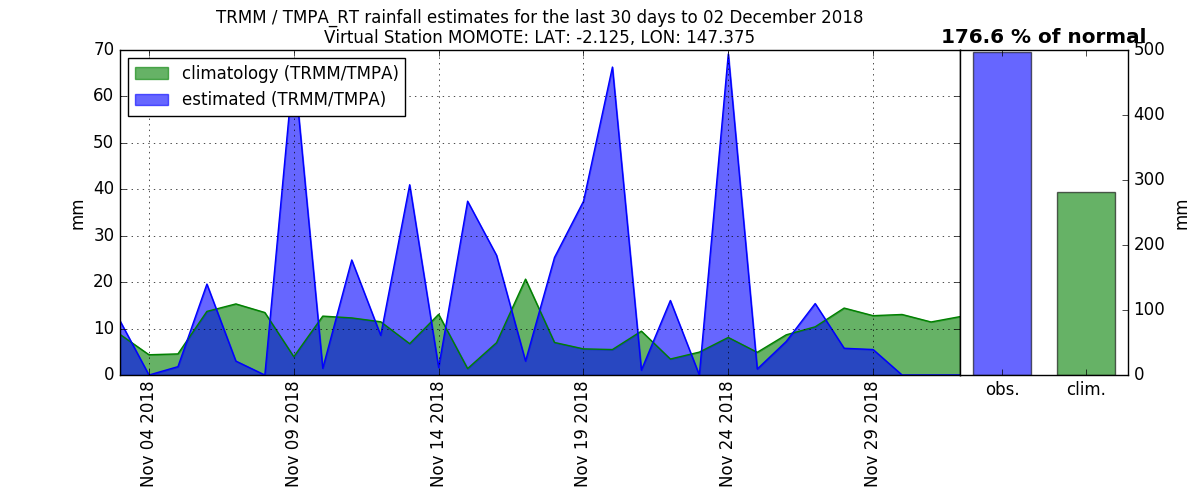 TRMM / TMPA_RT rainfall estimates for the last 30 days to 02 December 2018
Virtual Station MOMOTE: LAT: -2.125, LON: 147.375
176.6 % of normal
climatology (TRMM/TMPA)
estimated (TRMM/TMPA)
70
60
50
40
30
20
10
0
mm
Nov 04 2018
Nov 09 2018
Nov 14 2018
Nov 19 2018
Nov 24 2018
Nov 29 2018
500
400
300
200
100
0
mm
obs.
clim.